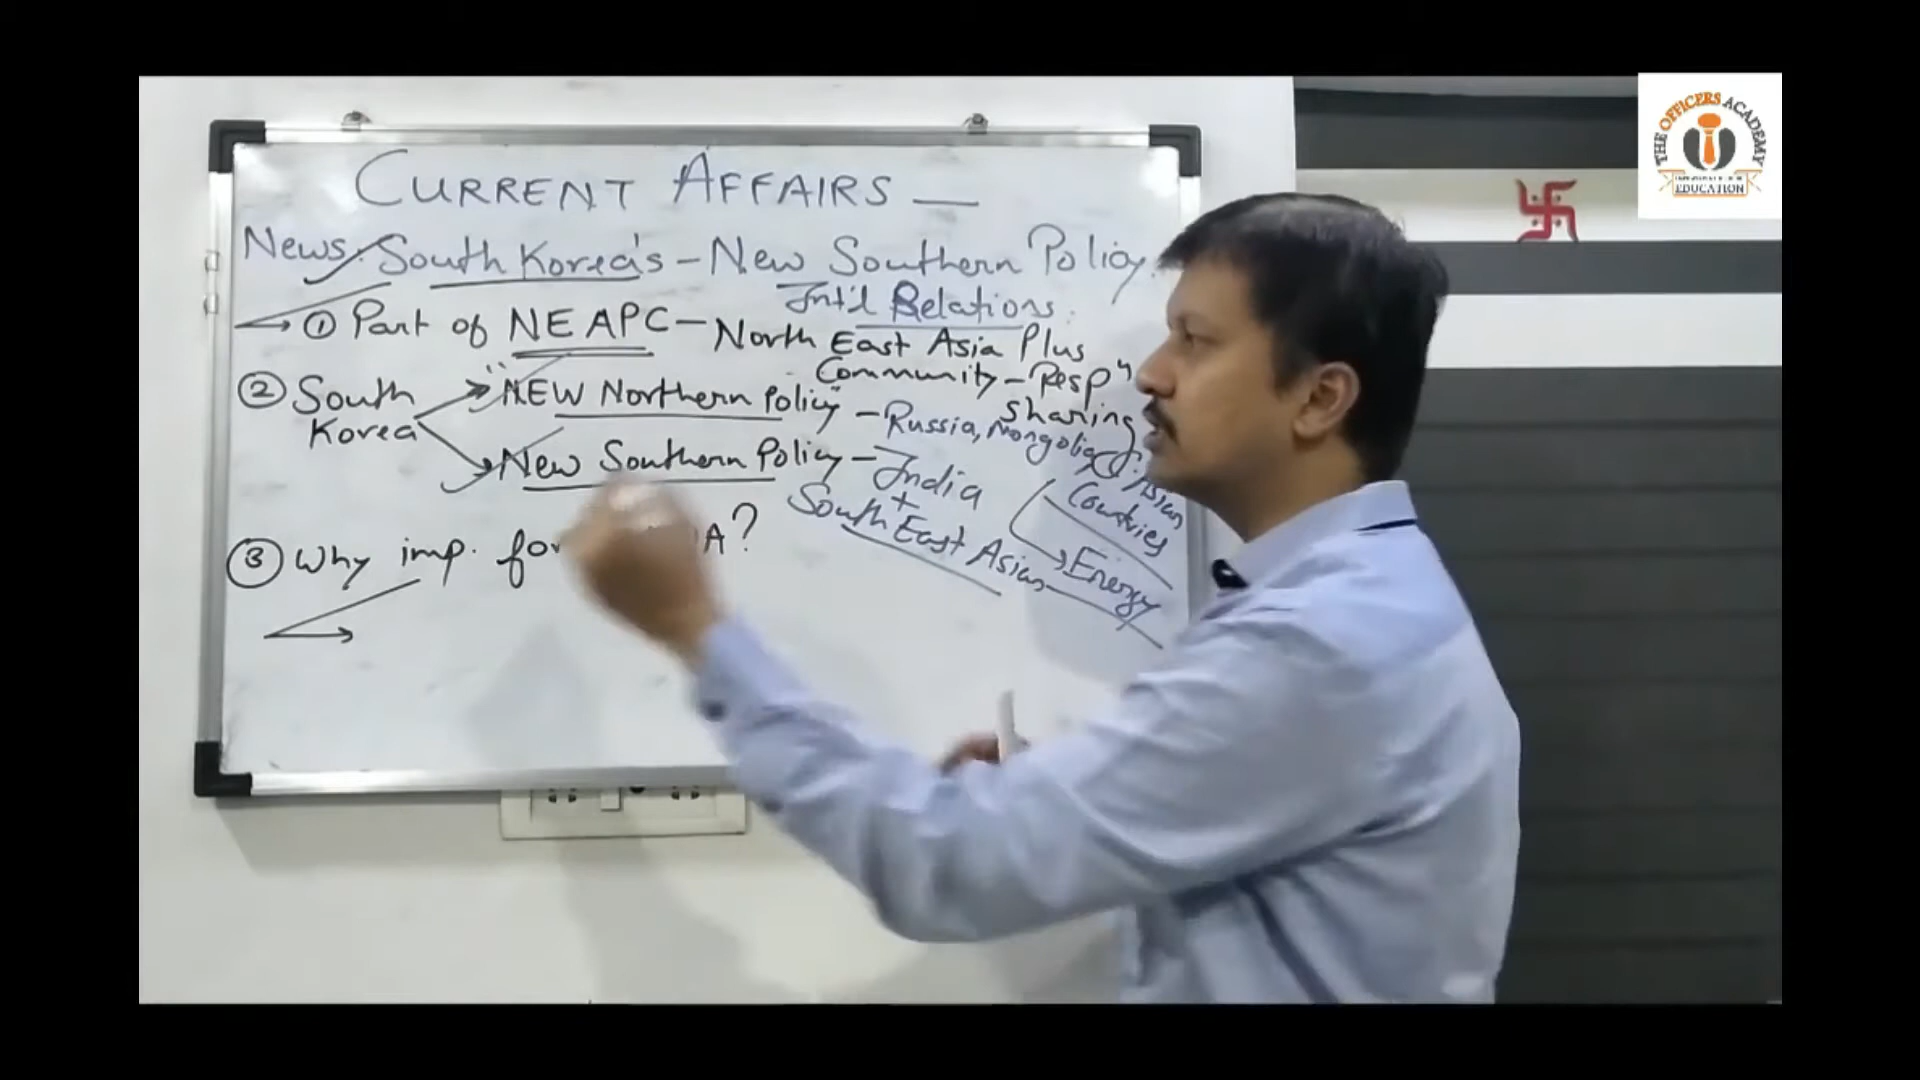 CURRENT AFFAIRS —
News: South Korea's - New Southern Policy.
Int'l Relations.
→ ① Part of NEAPC - North East Asia Plus
Community - Resp"
sharing
② South
Korea
"NEW Northern Policy" - Russia, Mongolia, C. Asian
Countries
Energy
New Southern Policy - India
+
South East Asian
③ Why imp. for A?
THE OFFICERS ACADEMY
EDUCATION